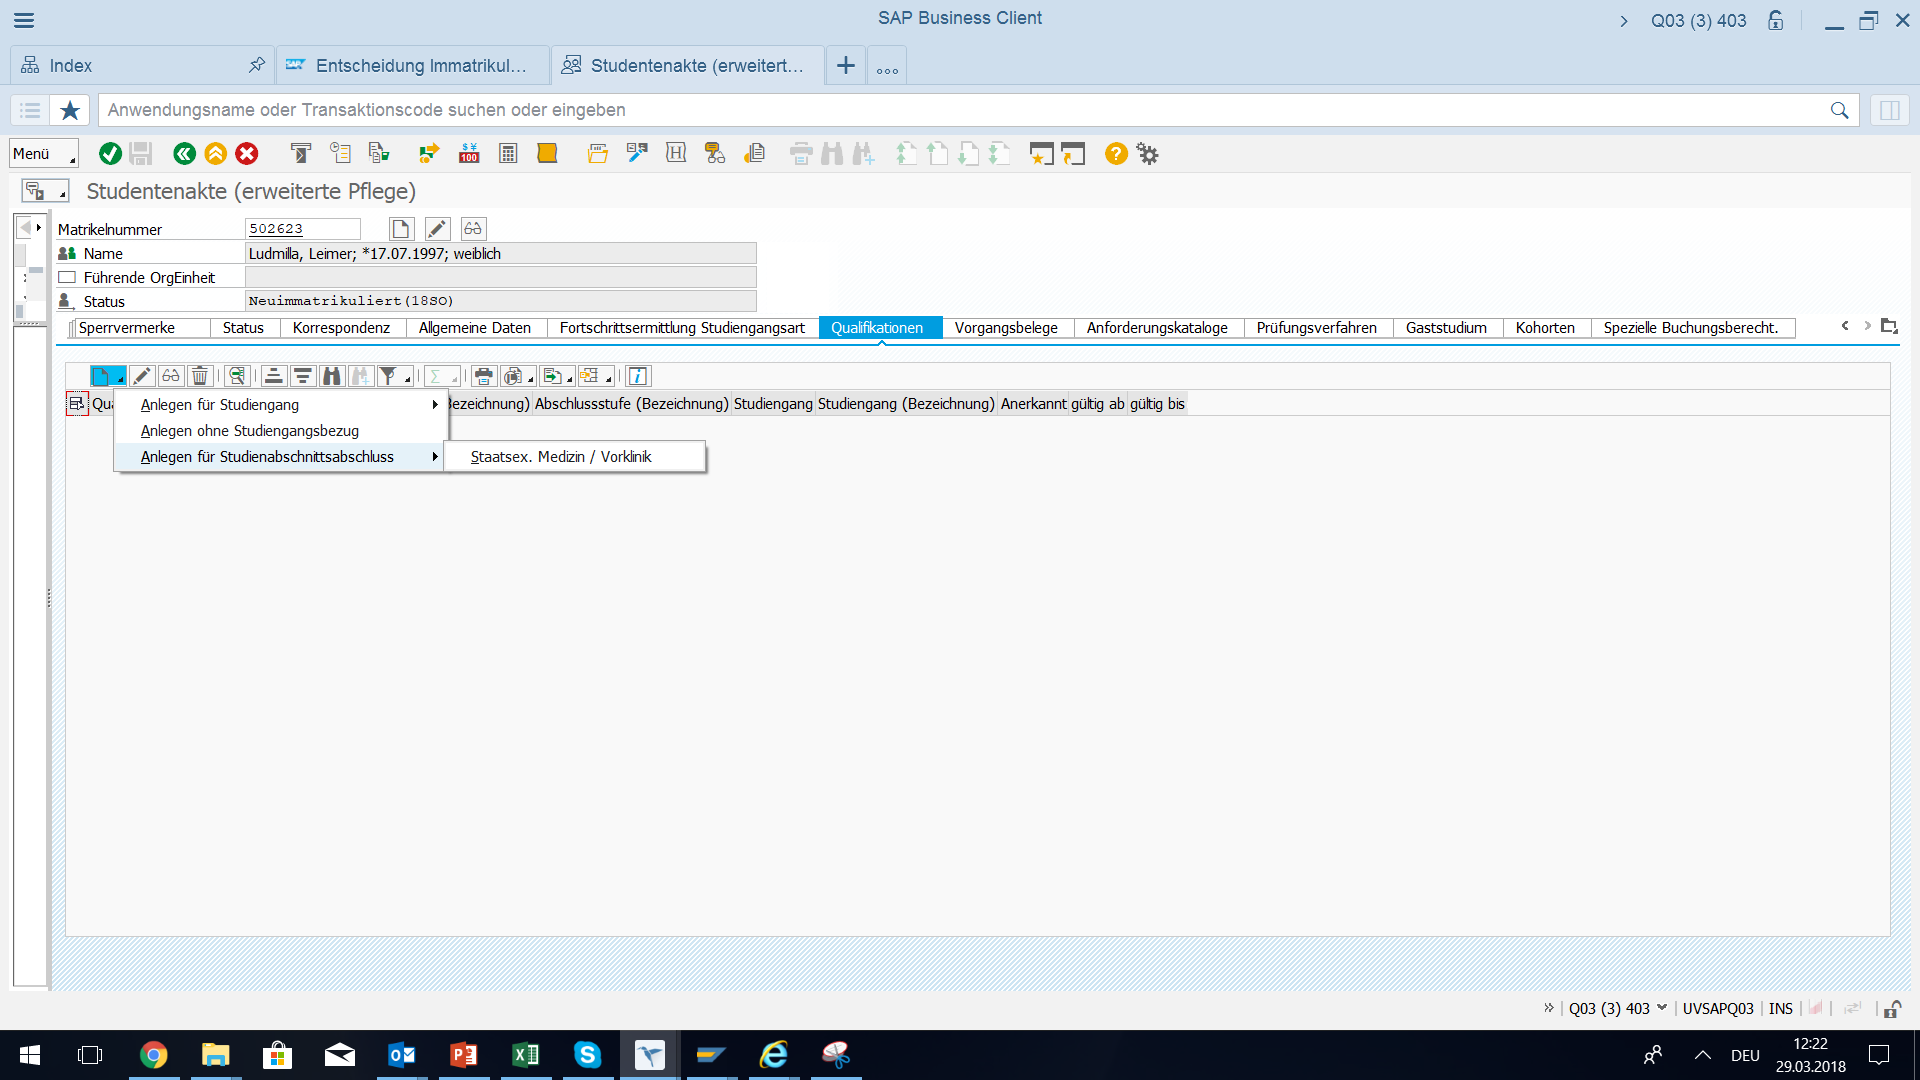 SAP Business Client
Q03 (3) 403
Index
Entscheidung Immatrikul...
Studentenakte (erweitert...
Anwendungsname oder Transaktionscode suchen oder eingeben
Menü
Studentenakte (erweiterte Pflege)
Matrikelnummer 502623
Name Ludmilla, Leimer; *17.07.1997; weiblich
Führende OrgEinheit
Status Neuimmatrikuliert(18SO)
Sperrvermerke Status Korrespondenz Allgemeine Daten Fortschrittsermittlung Studiengangsart Qualifikationen Vorgangsbelege Anforderungskataloge Prüfungsverfahren Gaststudium Kohorten Spezielle Buchungsberecht.
Qua Bezeichnung) Abschlussstufe (Bezeichnung) Studiengang Studiengang (Bezeichnung) Anerkannt gültig ab gültig bis
Anlegen für Studiengang
Anlegen ohne Studiengangsbezug
Anlegen für Studienabschnittsabschluss
Staatsex. Medizin / Vorklinik
Q03 (3) 403 UVSAPQ03 INS
DEU
12:22
29.03.2018